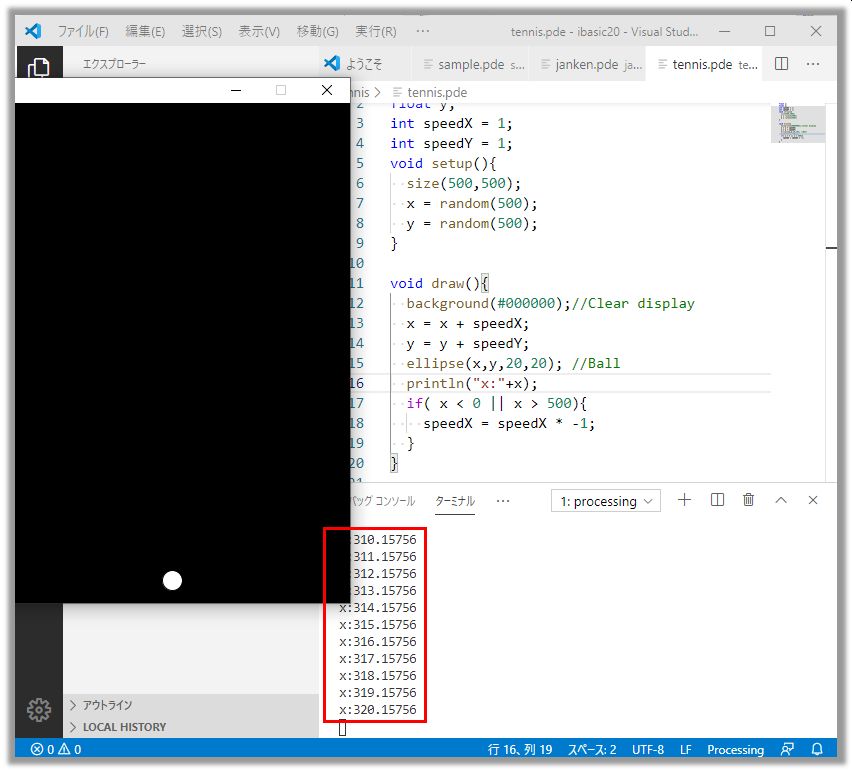 ファイル(F) 編集(E) 選択(S) 表示(V) 移動(G) 実行(R) ··· tennis.pde - ibasic20 - Visual Stud...
エクスプローラー
ようこそ sample.pde s... janken.pde ja... tennis.pde te... ···
nnis > tennis.pde
2 float y;
3 int speedX = 1;
4 int speedY = 1;
5 void setup(){
6 size(500,500);
7 x = random(500);
8 y = random(500);
9 }
10
11 void draw(){
12 background(#000000);//Clear display
13 x = x + speedX;
14 y = y + speedY;
15 ellipse(x,y,20,20); //Ball
16 println("x:"+x);
17 if( x < 0 || x > 500){
18 speedX = speedX * -1;
19 }
20 }
21
バッグ コンソール ターミナル ··· 1: processing
:310.15756
:311.15756
:312.15756
:313.15756
x:314.15756
x:315.15756
x:316.15756
x:317.15756
x:318.15756
x:319.15756
x:320.15756
> アウトライン
> LOCAL HISTORY
0 0 行 16、列 19 スペース: 2 UTF-8 LF Processing